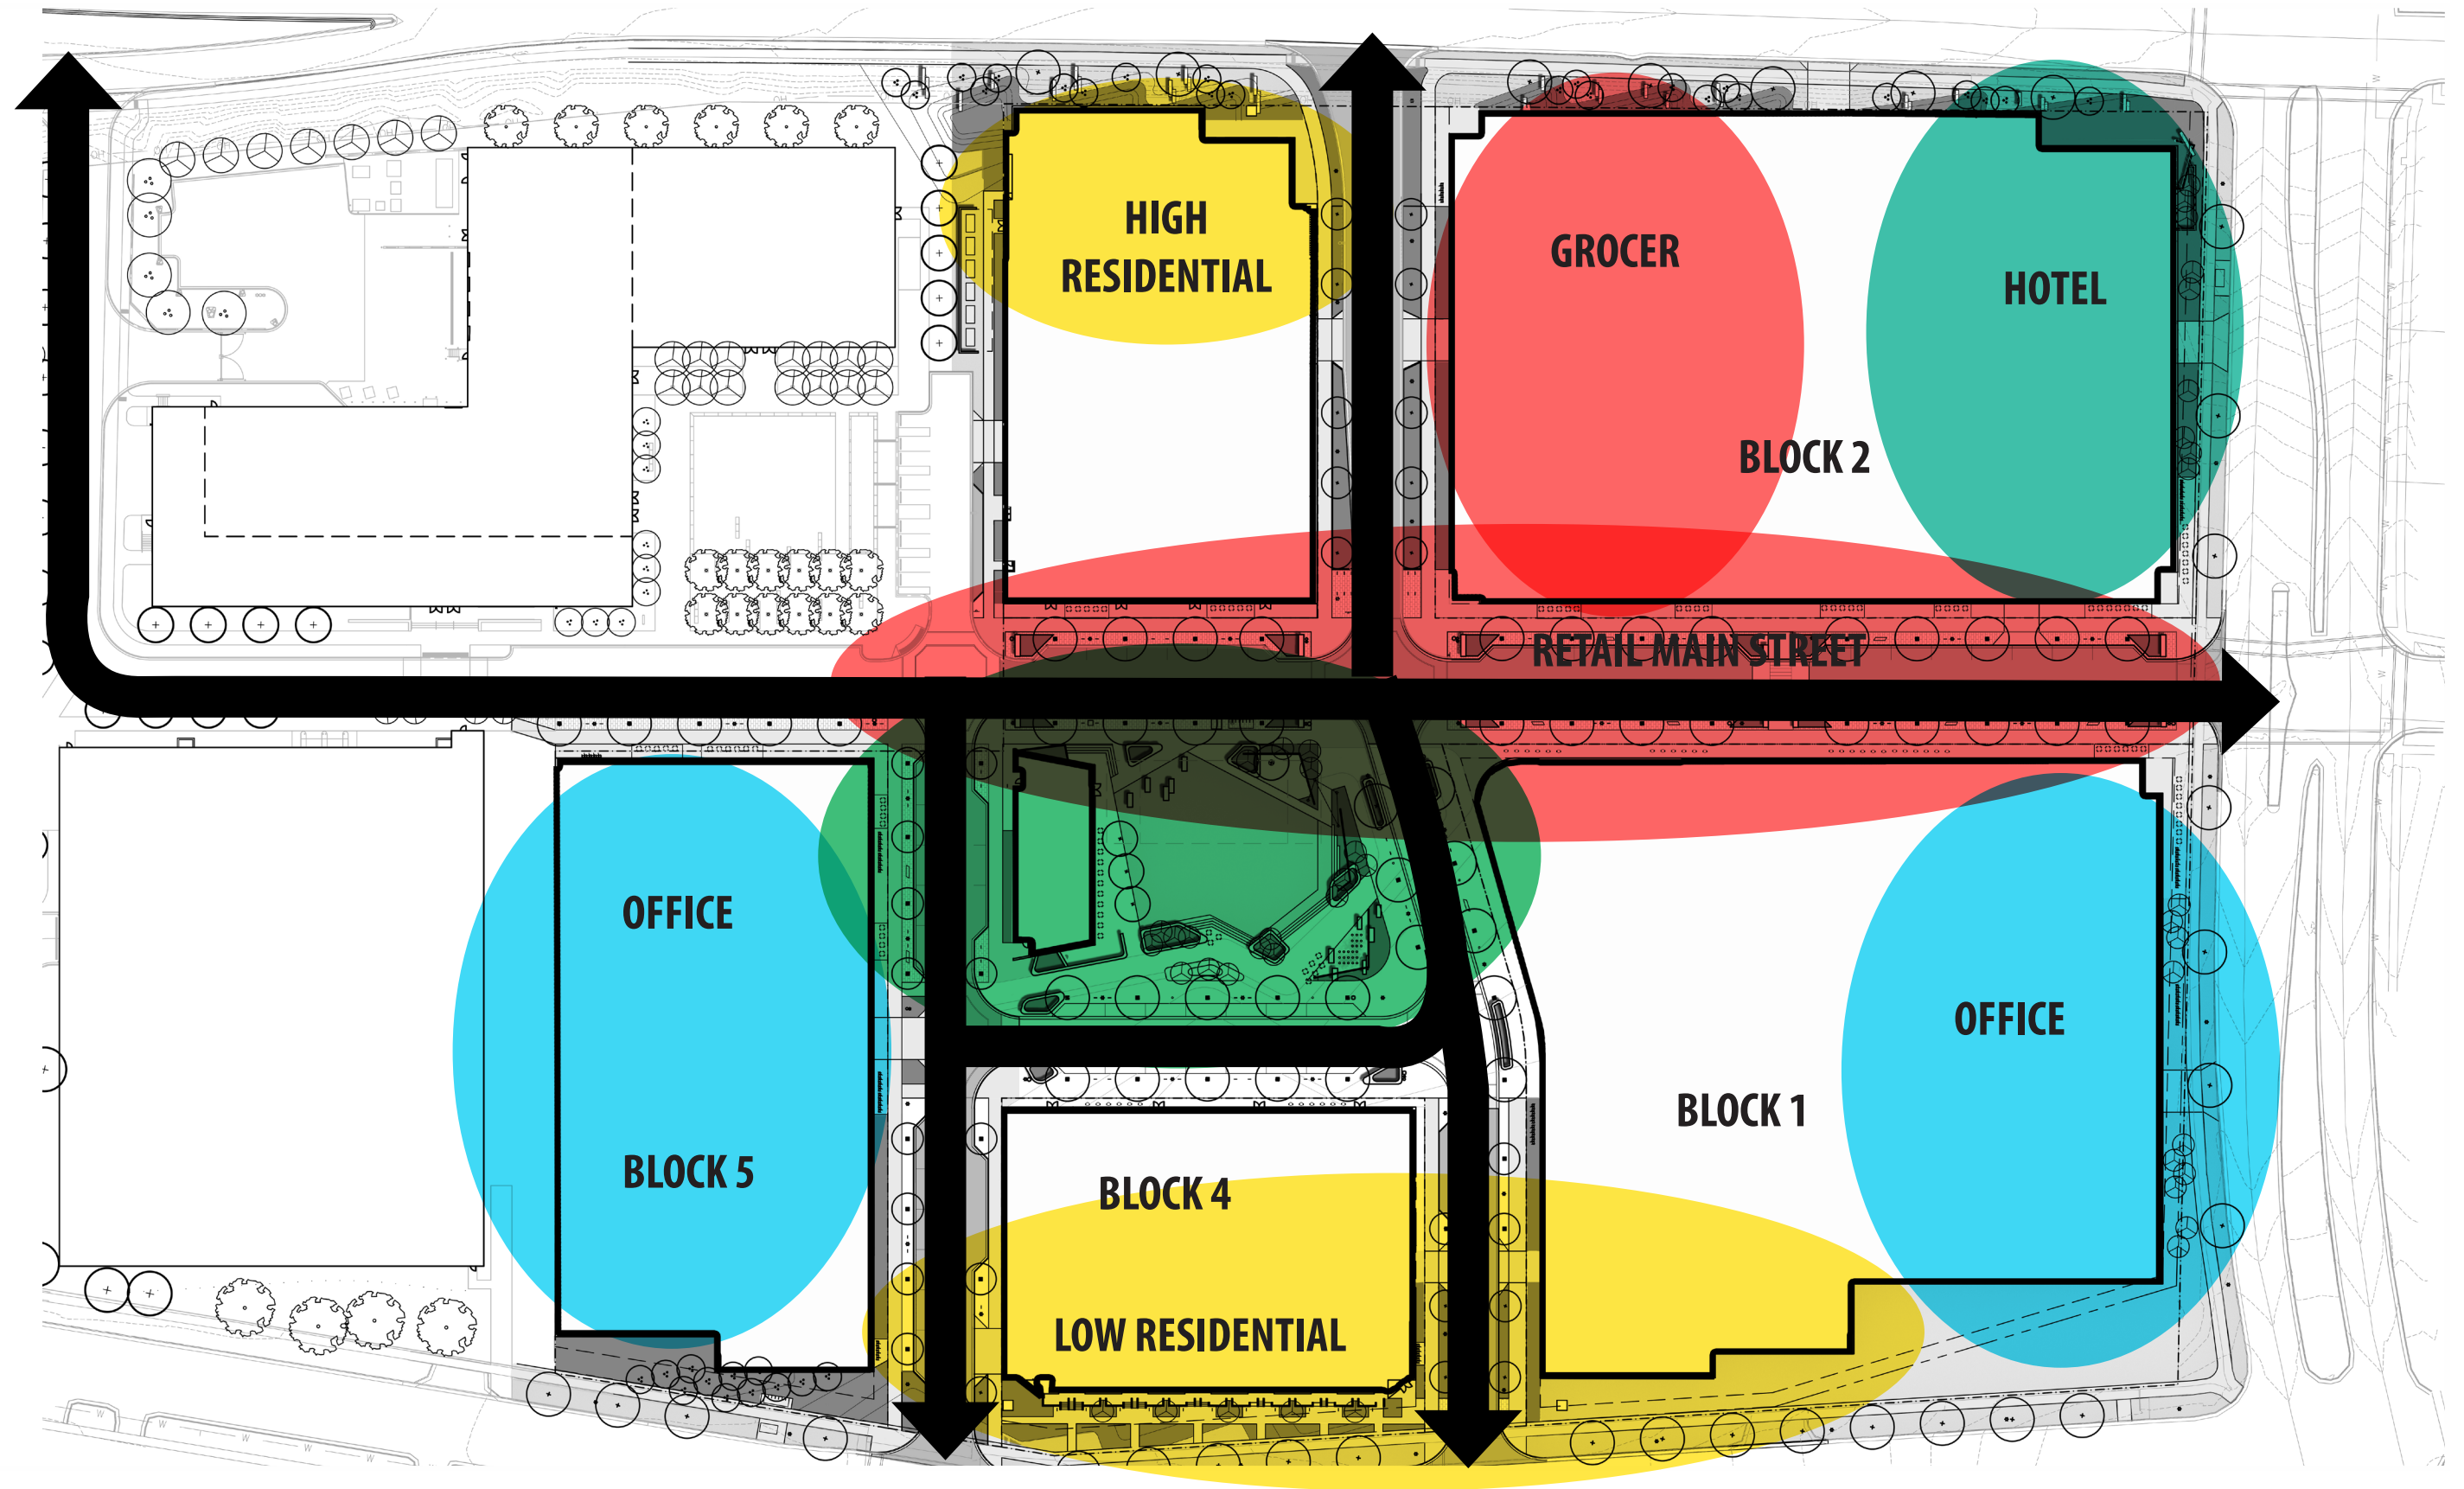 HIGH
RESIDENTIAL
GROCER
HOTEL
BLOCK 2
RETAIL MAIN STREET
OFFICE
OFFICE
BLOCK 1
BLOCK 5
BLOCK 4
LOW RESIDENTIAL